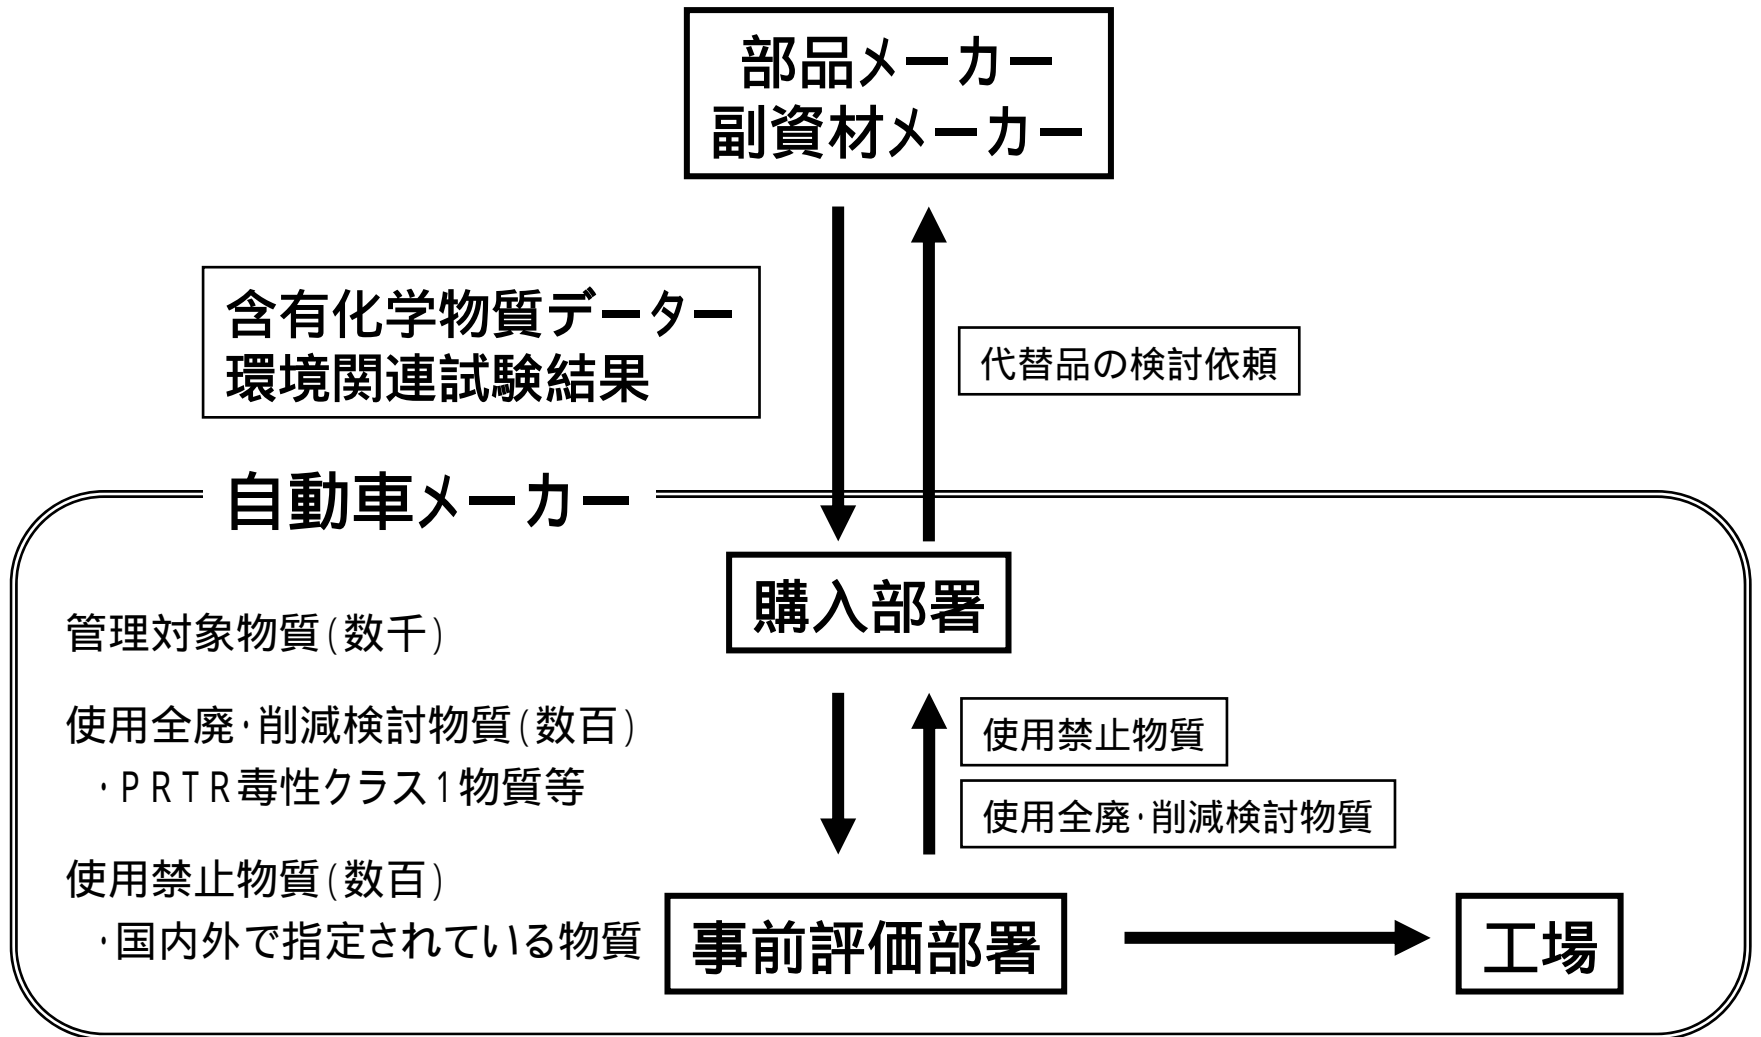 部品メーカー
副資材メーカー
含有化学物質データー
環境関連試験結果
代替品の検討依頼
自動車メーカー
購入部署
管理対象物質(数千)
使用全廃・削減検討物質(数百)
・PRTR毒性クラス1物質等
使用禁止物質(数百)
・国内外で指定されている物質
使用禁止物質
使用全廃・削減検討物質
事前評価部署
工場